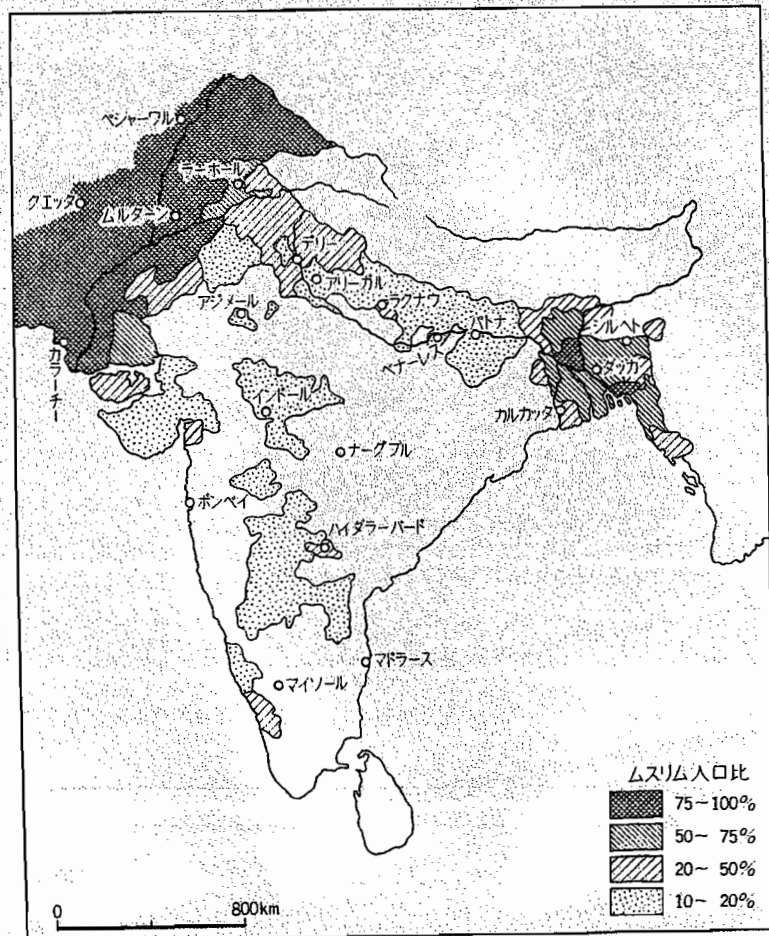 ペシャーワル
ラーホール
クエッタ
ムルターン
デリー
アリーガル
アジメール
ラクナウ
パトナ
シルヘト
カラーチー
ベナーレス
ダッカ
インドール
カルカッタ
ナーグプル
ボンベイ
ハイダラーバード
マドラース
マイソール
ムスリム人口比
75~100%
50~ 75%
20~ 50%
10~ 20%
0 800km